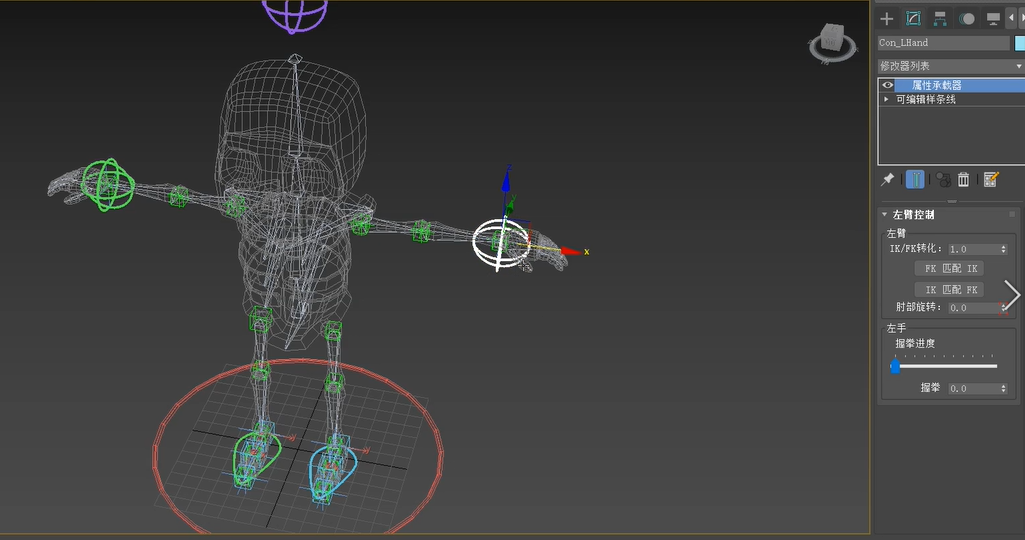 Con_LHand
修改器列表
属性承载器
可编辑样条线
左臂控制
左臂
IK/FK转化: 1.0
FK 匹配 IK
IK 匹配 FK
肘部旋转: 0.0
左手
握拳进度
握拳 0.0
z
x